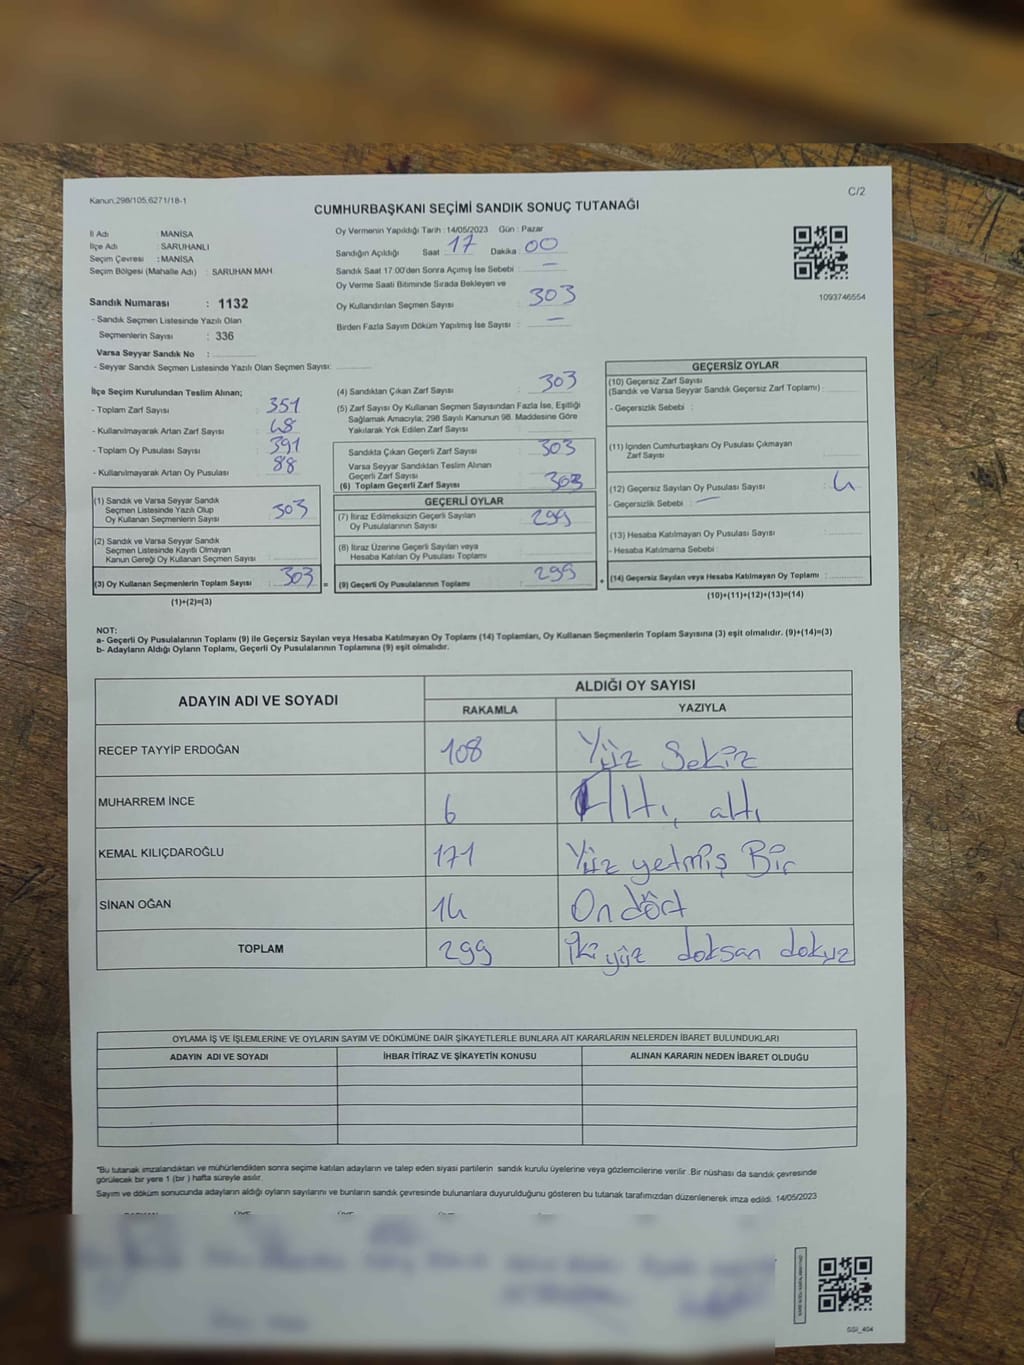 Kanun,298/105,6271/18-1
C/2
CUMHURBAŞKANI SEÇİMİ SANDIK SONUÇ TUTANAĞI
İl Adı : MANİSA
İlçe Adı : SARUHANLI
Seçim Çevresi : MANİSA
Seçim Bölgesi (Mahalle Adı) : SARUHAN MAH
Sandık Numarası : 1132
- Sandık Seçmen Listesinde Yazılı Olan
Seçmenlerin Sayısı : 336
Varsa Seyyar Sandık No :
- Seyyar Sandık Seçmen Listesinde Yazılı Olan Seçmen Sayısı:
Oy Vermenin Yapıldığı Tarih : 14/05/2023 Gün : Pazar
Sandığın Açıldığı Saat 17 Dakika : 00
Sandık Saat 17.00'den Sonra Açımış İse Sebebi : —
Oy Verme Saati Bitiminde Sırada Bekleyen ve
Oy Kullandırılan Seçmen Sayısı : 303
Birden Fazla Sayım Döküm Yapılmış İse Sayısı : —
1093746554
İlçe Seçim Kurulundan Teslim Alınan;
- Toplam Zarf Sayısı : 351
- Kullanılmayarak Artan Zarf Sayısı : 48
- Toplam Oy Pusulası Sayısı : 391
- Kullanılmayarak Artan Oy Pusulası : 88
(1) Sandık ve Varsa Seyyar Sandık
Seçmen Listesinde Yazılı Olup
Oy Kullanan Seçmenlerin Sayısı : 303
(2) Sandık ve Varsa Seyyar Sandık
Seçmen Listesinde Kayıtlı Olmayan
Kanun Gereği Oy Kullanan Seçmen Sayısı :
(3) Oy Kullanan Seçmenlerin Toplam Sayısı : 303 =
(1)+(2)=(3)
(4) Sandıktan Çıkan Zarf Sayısı : 303
(5) Zarf Sayısı Oy Kullanan Seçmen Sayısından Fazla İse, Eşitliği
Sağlamak Amacıyla; 298 Sayılı Kanunun 98. Maddesine Göre
Yakılarak Yok Edilen Zarf Sayısı :
Sandıkta Çıkan Geçerli Zarf Sayısı : 303
Varsa Seyyar Sandıktan Teslim Alınan
Geçerli Zarf Sayısı :
(6) Toplam Geçerli Zarf Sayısı : 303
GEÇERLİ OYLAR
(7) İtiraz Edilmeksizin Geçerli Sayılan
Oy Pusulalarının Sayısı : 299
(8) İtiraz Üzerine Geçerli Sayılan veya
Hesaba Katılan Oy Pusulası Toplamı :
(9) Geçerli Oy Pusulalarının Toplamı : 299 +
GEÇERSİZ OYLAR
(10) Geçersiz Zarf Sayısı
(Sandık ve Varsa Seyyar Sandık Geçersiz Zarf Toplamı) :
- Geçersizlik Sebebi :
(11) İçinden Cumhurbaşkanı Oy Pusulası Çıkmayan
Zarf Sayısı :
(12) Geçersiz Sayılan Oy Pusulası Sayısı : 4
- Geçersizlik Sebebi : —
(13) Hesaba Katılmayan Oy Pusulası Sayısı :
- Hesaba Katılmama Sebebi :
(14) Geçersiz Sayılan veya Hesaba Katılmayan Oy Toplamı :
(10)+(11)+(12)+(13)=(14)
NOT:
a- Geçerli Oy Pusulalarının Toplamı (9) ile Geçersiz Sayılan veya Hesaba Katılmayan Oy Toplamı (14) Toplamları, Oy Kullanan Seçmenlerin Toplam Sayısına (3) eşit olmalıdır. (9)+(14)=(3)
b- Adayların Aldığı Oyların Toplamı, Geçerli Oy Pusulalarının Toplamına (9) eşit olmalıdır.
ADAYIN ADI VE SOYADI
ALDIĞI OY SAYISI
RAKAMLA YAZIYLA
RECEP TAYYİP ERDOĞAN 108 Yüz Sekiz
MUHARREM İNCE 6 Altı, altı
KEMAL KILIÇDAROĞLU 171 Yüz yetmiş Bir
SİNAN OĞAN 14 On dört
TOPLAM 299 İki yüz doksan dokuz
OYLAMA İŞ VE İŞLEMLERİNE VE OYLARIN SAYIM VE DÖKÜMÜNE DAİR ŞİKAYETLERLE BUNLARA AİT KARARLARIN NELERDEN İBARET BULUNDUKLARI
ADAYIN ADI VE SOYADI İHBAR İTİRAZ VE ŞİKAYETİN KONUSU ALINAN KARARIN NEDEN İBARET OLDUĞU
*Bu tutanak imzalandıktan ve mühürlendikten sonra seçime katılan adayların ve talep eden siyasi partilerin sandık kurulu üyelerine veya gözlemcilerine verilir .Bir nüshası da sandık çevresinde
görülecek bir yere 1 (bir ) hafta süreyle asılır.
Sayım ve döküm sonucunda adayların aldığı oyların sayılarını ve bunların sandık çevresinde bulunanlara duyurulduğunu gösteren bu tutanak tarafımızdan düzenlenerek imza edildi. 14/05/2023
GGI_404